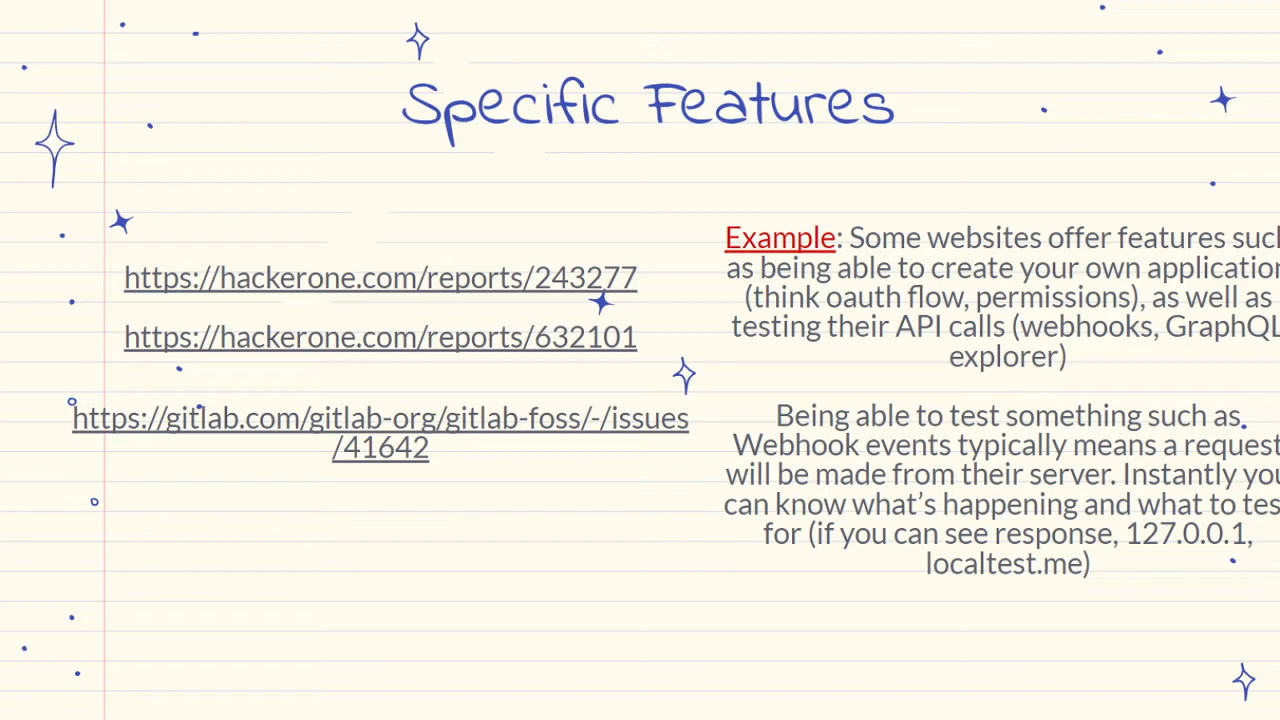 Specific Features
https://hackerone.com/reports/243277
https://hackerone.com/reports/632101
https://gitlab.com/gitlab-org/gitlab-foss/-/issues
/41642
Example: Some websites offer features suc
as being able to create your own application
(think oauth flow, permissions), as well as
testing their API calls (webhooks, GraphQL
explorer)
Being able to test something such as
Webhook events typically means a request
will be made from their server. Instantly you
can know what's happening and what to tes
for (if you can see response, 127.0.0.1,
localtest.me)